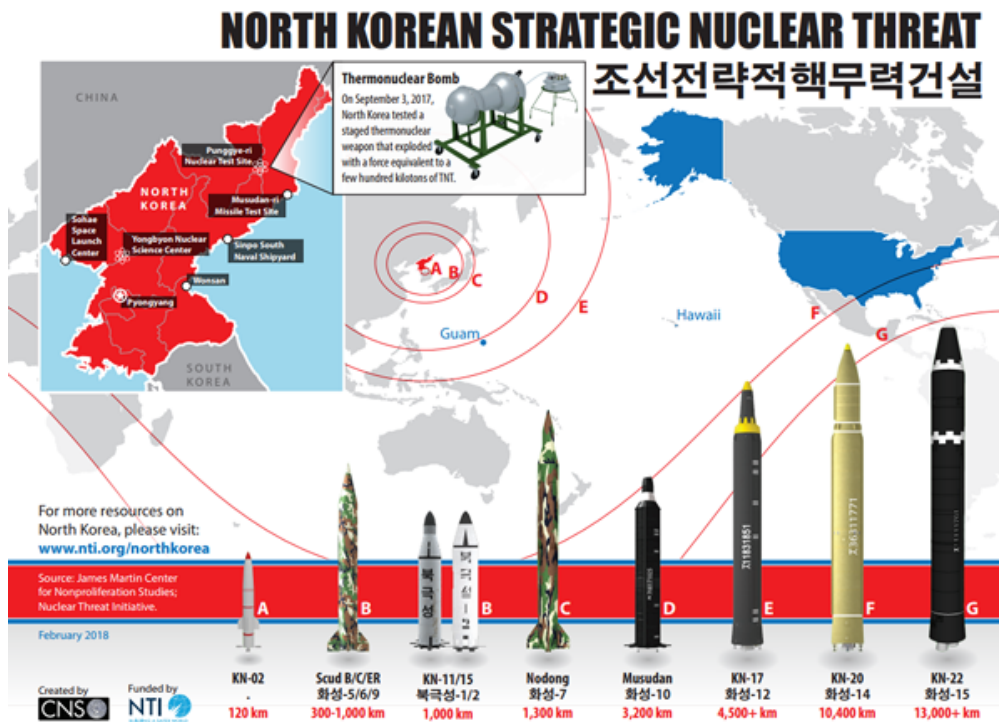 NORTH KOREAN STRATEGIC NUCLEAR THREAT
조선전략적핵무력건설
Thermonuclear Bomb
On September 3, 2017,
North Korea tested a
staged thermonuclear
weapon that exploded
with a force equivalent to a
few hundred kilotons of TNT.
CHINA
Punggye-ri
Nuclear Test Site
NORTH
KOREA
Musudan-ri
Missile Test Site
Sohae
Space
Launch
Center
Yongbyon Nuclear
Science Center
Sinpo South
Naval Shipyard
Wonsan
Pyongyang
SOUTH
KOREA
A B C D E F G
Guam
Hawaii
For more resources on
North Korea, please visit:
www.nti.org/northkorea
Source: James Martin Center
for Nonproliferation Studies;
Nuclear Threat Initiative.
February 2018
Created by
CNS
Funded by
NTI
북극성
ㅈ11831851
ㅈ36311771
A B B C D E F G
KN-02
.
120 km
Scud B/C/ER
화성-5/6/9
300-1,000 km
KN-11/15
북극성-1/2
1,000 km
Nodong
화성-7
1,300 km
Musudan
화성-10
3,200 km
KN-17
화성-12
4,500+ km
KN-20
화성-14
10,400 km
KN-22
화성-15
13,000+ km